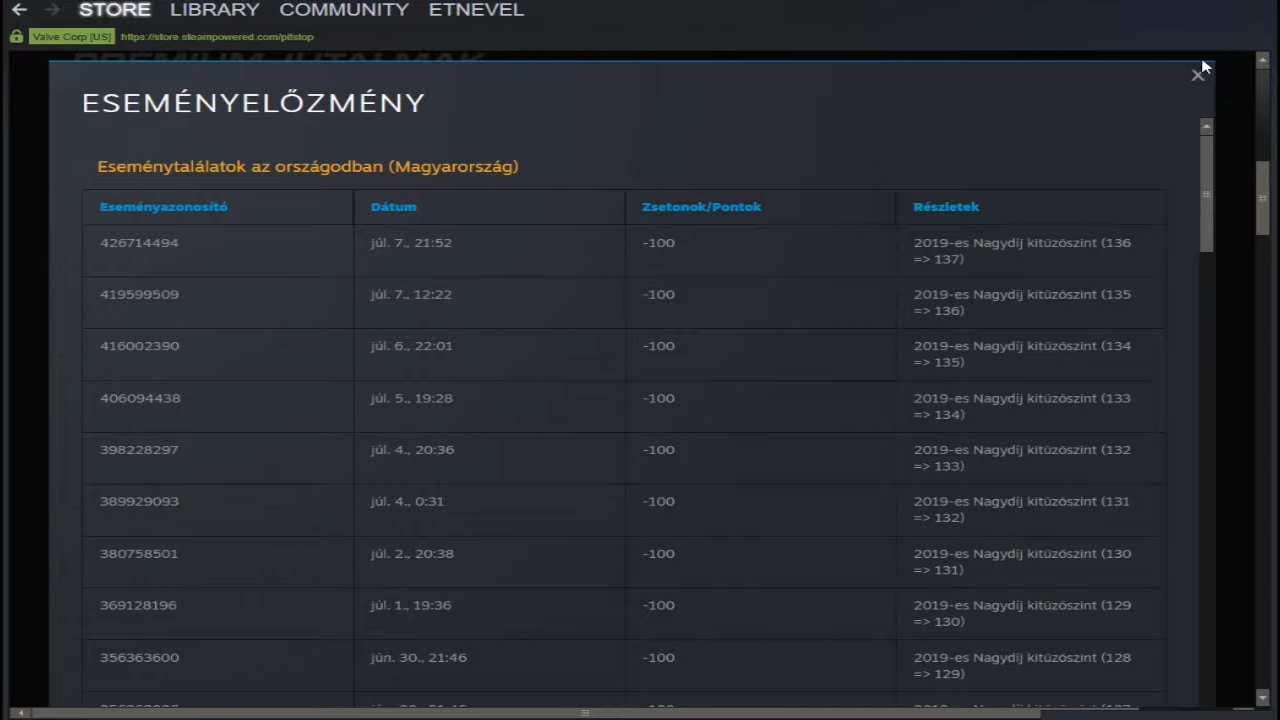 STORE LIBRARY COMMUNITY ETNEVEL
Valve Corp [US] https://store.steampowered.com/pitstop
PRÉMIUM JUTALMAK
ESEMÉNYELŐZMÉNY
Eseménytalálatok az országodban (Magyarország)
Eseményazonosító Dátum Zsetonok/Pontok Részletek
426714494 júl. 7., 21:52 -100 2019-es Nagydíj kitűzőszint (136
=> 137)
419599509 júl. 7., 12:22 -100 2019-es Nagydíj kitűzőszint (135
=> 136)
416002390 júl. 6., 22:01 -100 2019-es Nagydíj kitűzőszint (134
=> 135)
406094438 júl. 5., 19:28 -100 2019-es Nagydíj kitűzőszint (133
=> 134)
398228297 júl. 4., 20:36 -100 2019-es Nagydíj kitűzőszint (132
=> 133)
389929093 júl. 4., 0:31 -100 2019-es Nagydíj kitűzőszint (131
=> 132)
380758501 júl. 2., 20:38 -100 2019-es Nagydíj kitűzőszint (130
=> 131)
369128196 júl. 1., 19:36 -100 2019-es Nagydíj kitűzőszint (129
=> 130)
356363600 jún. 30., 21:46 -100 2019-es Nagydíj kitűzőszint (128
=> 129)